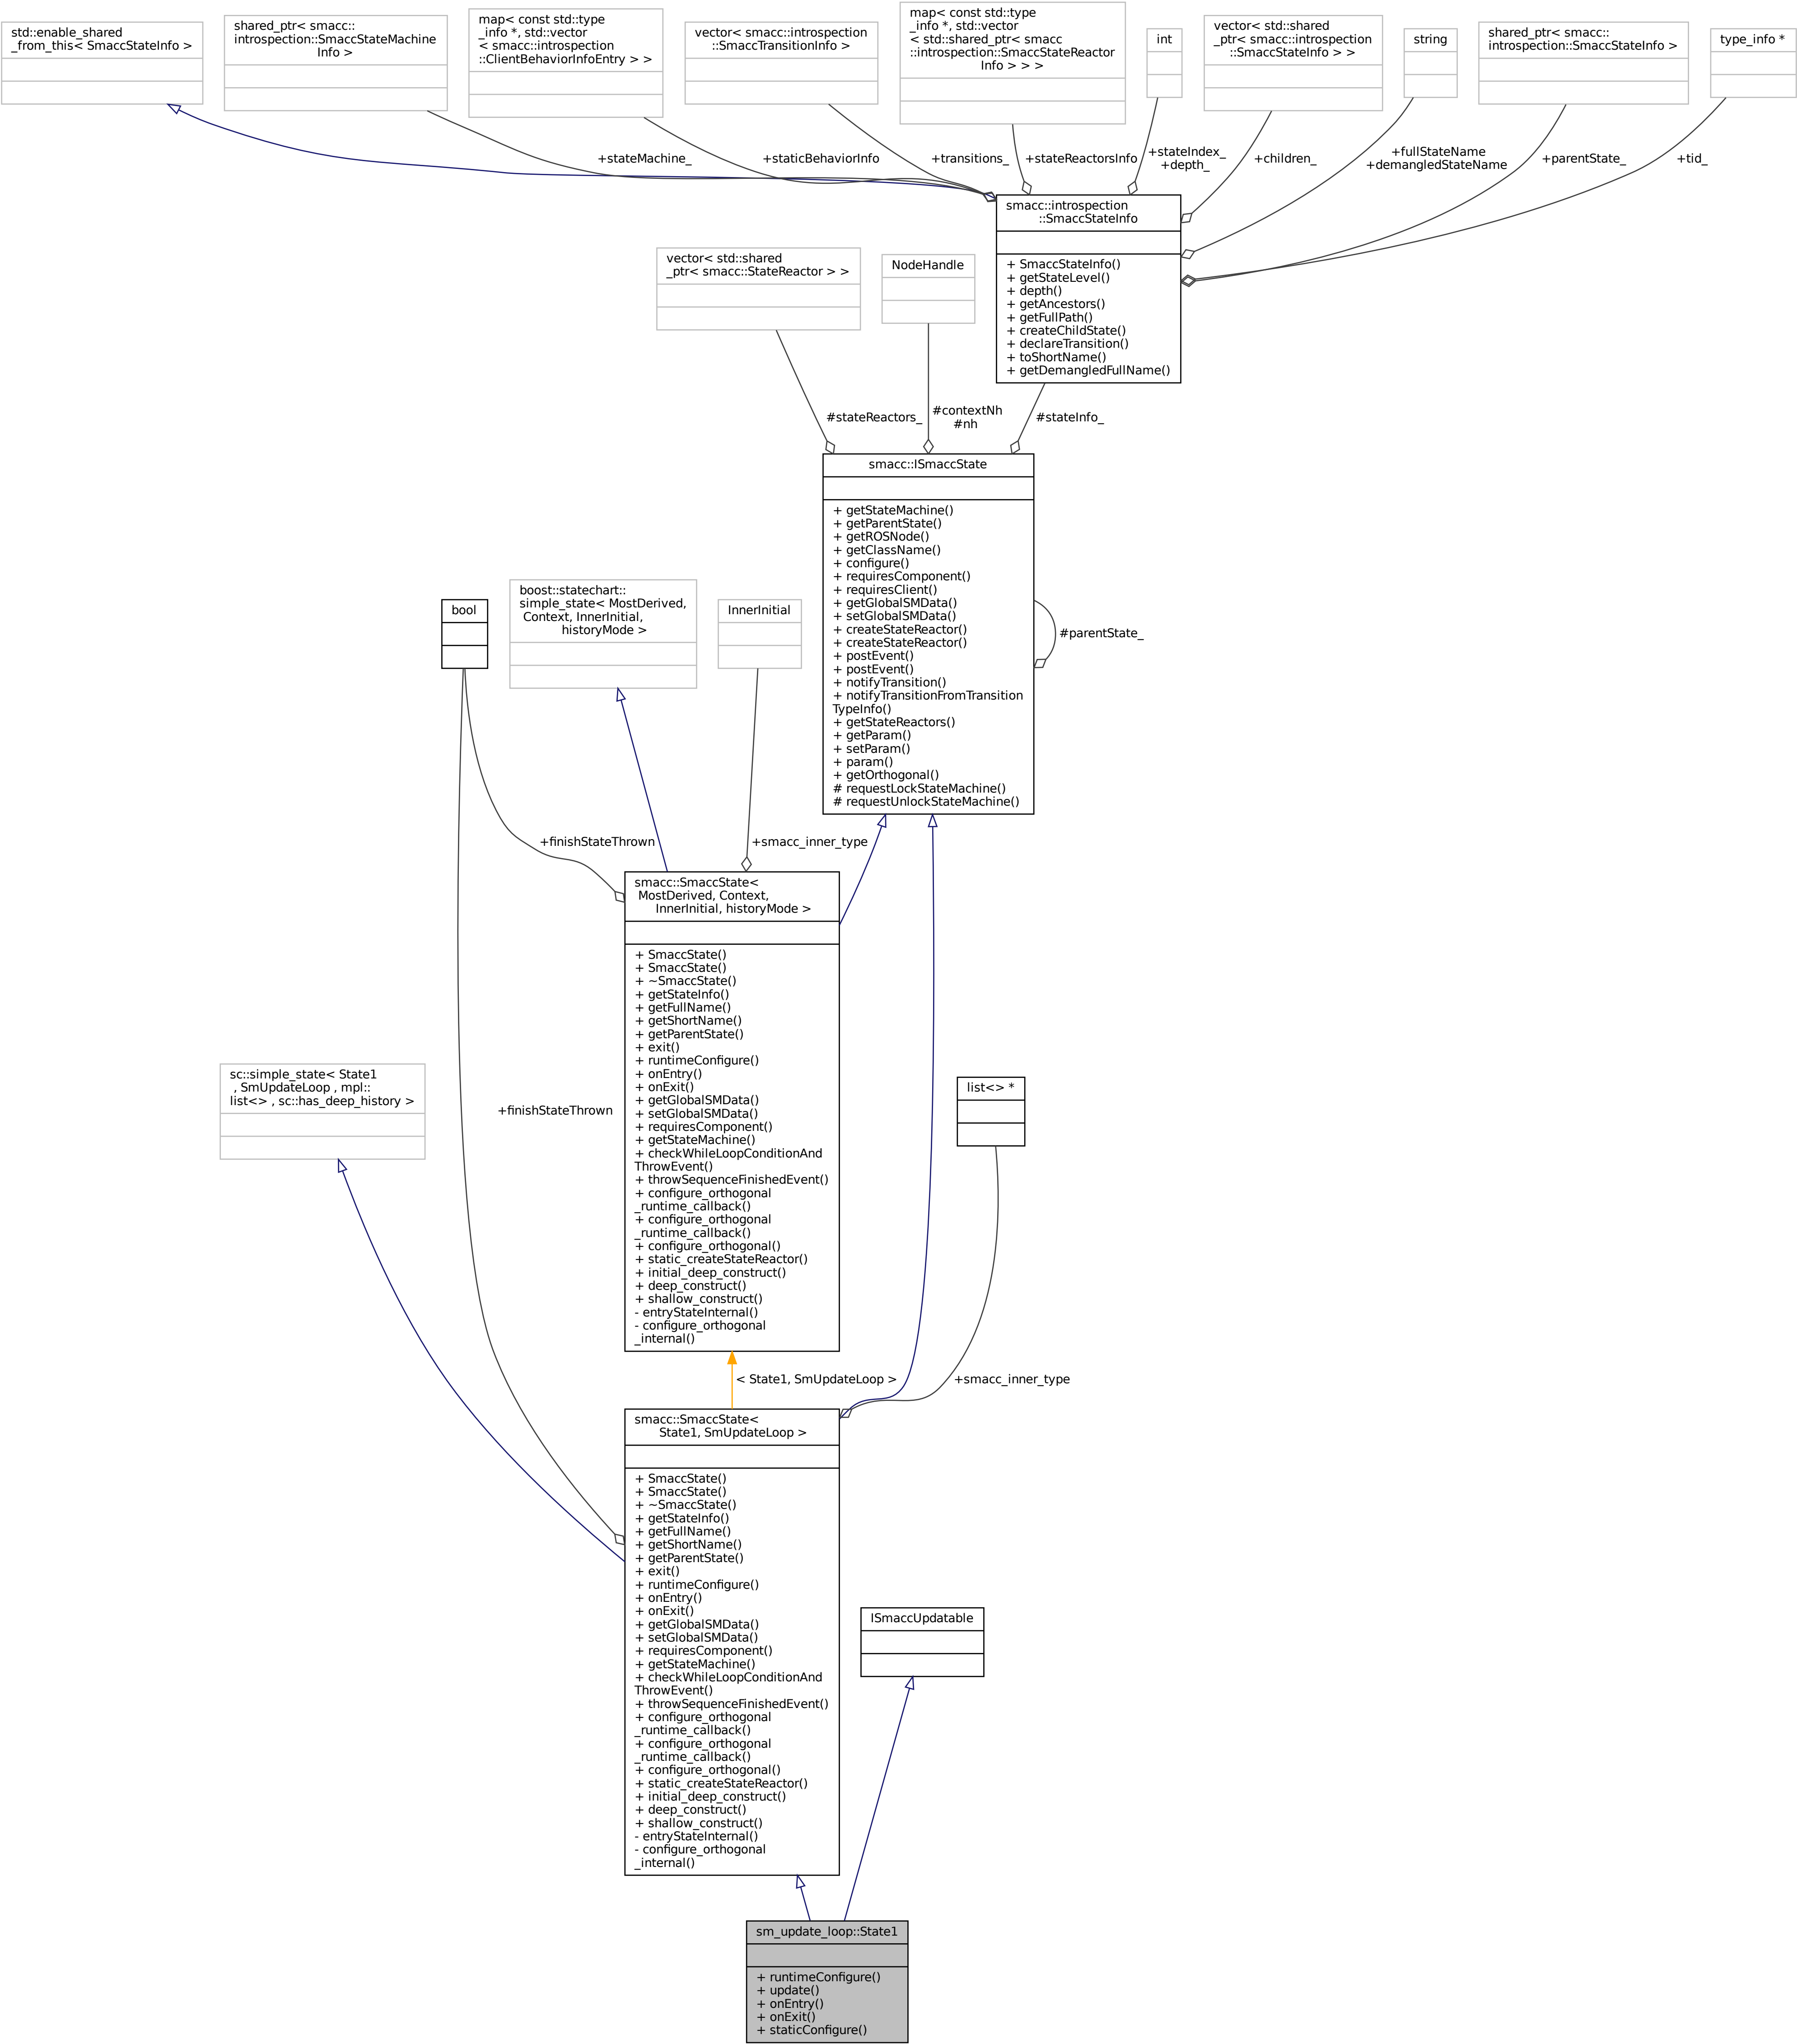 std::enable_shared
_from_this< SmaccStateInfo >
shared_ptr< smacc::
introspection::SmaccStateMachine
Info >
map< const std::type
_info *, std::vector
< smacc::introspection
::ClientBehaviorInfoEntry > >
vector< smacc::introspection
::SmaccTransitionInfo >
map< const std::type
_info *, std::vector
< std::shared_ptr< smacc
::introspection::SmaccStateReactor
Info > > >
int
vector< std::shared
_ptr< smacc::introspection
::SmaccStateInfo > >
string
shared_ptr< smacc::
introspection::SmaccStateInfo >
type_info *
+stateMachine_
+staticBehaviorInfo
+transitions_
+stateReactorsInfo
+stateIndex_
+depth_
+children_
+fullStateName
+demangledStateName
+parentState_
+tid_
smacc::introspection
::SmaccStateInfo
+ SmaccStateInfo()
+ getStateLevel()
+ depth()
+ getAncestors()
+ getFullPath()
+ createChildState()
+ declareTransition()
+ toShortName()
+ getDemangledFullName()
vector< std::shared
_ptr< smacc::StateReactor > >
NodeHandle
#stateReactors_
#contextNh
#nh
#stateInfo_
smacc::ISmaccState
+ getStateMachine()
+ getParentState()
+ getROSNode()
+ getClassName()
+ configure()
+ requiresComponent()
+ requiresClient()
+ getGlobalSMData()
+ setGlobalSMData()
+ createStateReactor()
+ createStateReactor()
+ postEvent()
+ postEvent()
+ notifyTransition()
+ notifyTransitionFromTransition
TypeInfo()
+ getStateReactors()
+ getParam()
+ setParam()
+ param()
+ getOrthogonal()
# requestLockStateMachine()
# requestUnlockStateMachine()
#parentState_
bool
boost::statechart::
simple_state< MostDerived,
Context, InnerInitial,
historyMode >
InnerInitial
+finishStateThrown
+smacc_inner_type
smacc::SmaccState<
MostDerived, Context,
InnerInitial, historyMode >
+ SmaccState()
+ SmaccState()
+ ~SmaccState()
+ getStateInfo()
+ getFullName()
+ getShortName()
+ getParentState()
+ exit()
+ runtimeConfigure()
+ onEntry()
+ onExit()
+ getGlobalSMData()
+ setGlobalSMData()
+ requiresComponent()
+ getStateMachine()
+ checkWhileLoopConditionAnd
ThrowEvent()
+ throwSequenceFinishedEvent()
+ configure_orthogonal
_runtime_callback()
+ configure_orthogonal
_runtime_callback()
+ configure_orthogonal()
+ static_createStateReactor()
+ initial_deep_construct()
+ deep_construct()
+ shallow_construct()
- entryStateInternal()
- configure_orthogonal
_internal()
sc::simple_state< State1
, SmUpdateLoop , mpl::
list<> , sc::has_deep_history >
+finishStateThrown
list<> *
< State1, SmUpdateLoop >
+smacc_inner_type
smacc::SmaccState<
State1, SmUpdateLoop >
+ SmaccState()
+ SmaccState()
+ ~SmaccState()
+ getStateInfo()
+ getFullName()
+ getShortName()
+ getParentState()
+ exit()
+ runtimeConfigure()
+ onEntry()
+ onExit()
+ getGlobalSMData()
+ setGlobalSMData()
+ requiresComponent()
+ getStateMachine()
+ checkWhileLoopConditionAnd
ThrowEvent()
+ throwSequenceFinishedEvent()
+ configure_orthogonal
_runtime_callback()
+ configure_orthogonal
_runtime_callback()
+ configure_orthogonal()
+ static_createStateReactor()
+ initial_deep_construct()
+ deep_construct()
+ shallow_construct()
- entryStateInternal()
- configure_orthogonal
_internal()
ISmaccUpdatable
sm_update_loop::State1
+ runtimeConfigure()
+ update()
+ onEntry()
+ onExit()
+ staticConfigure()